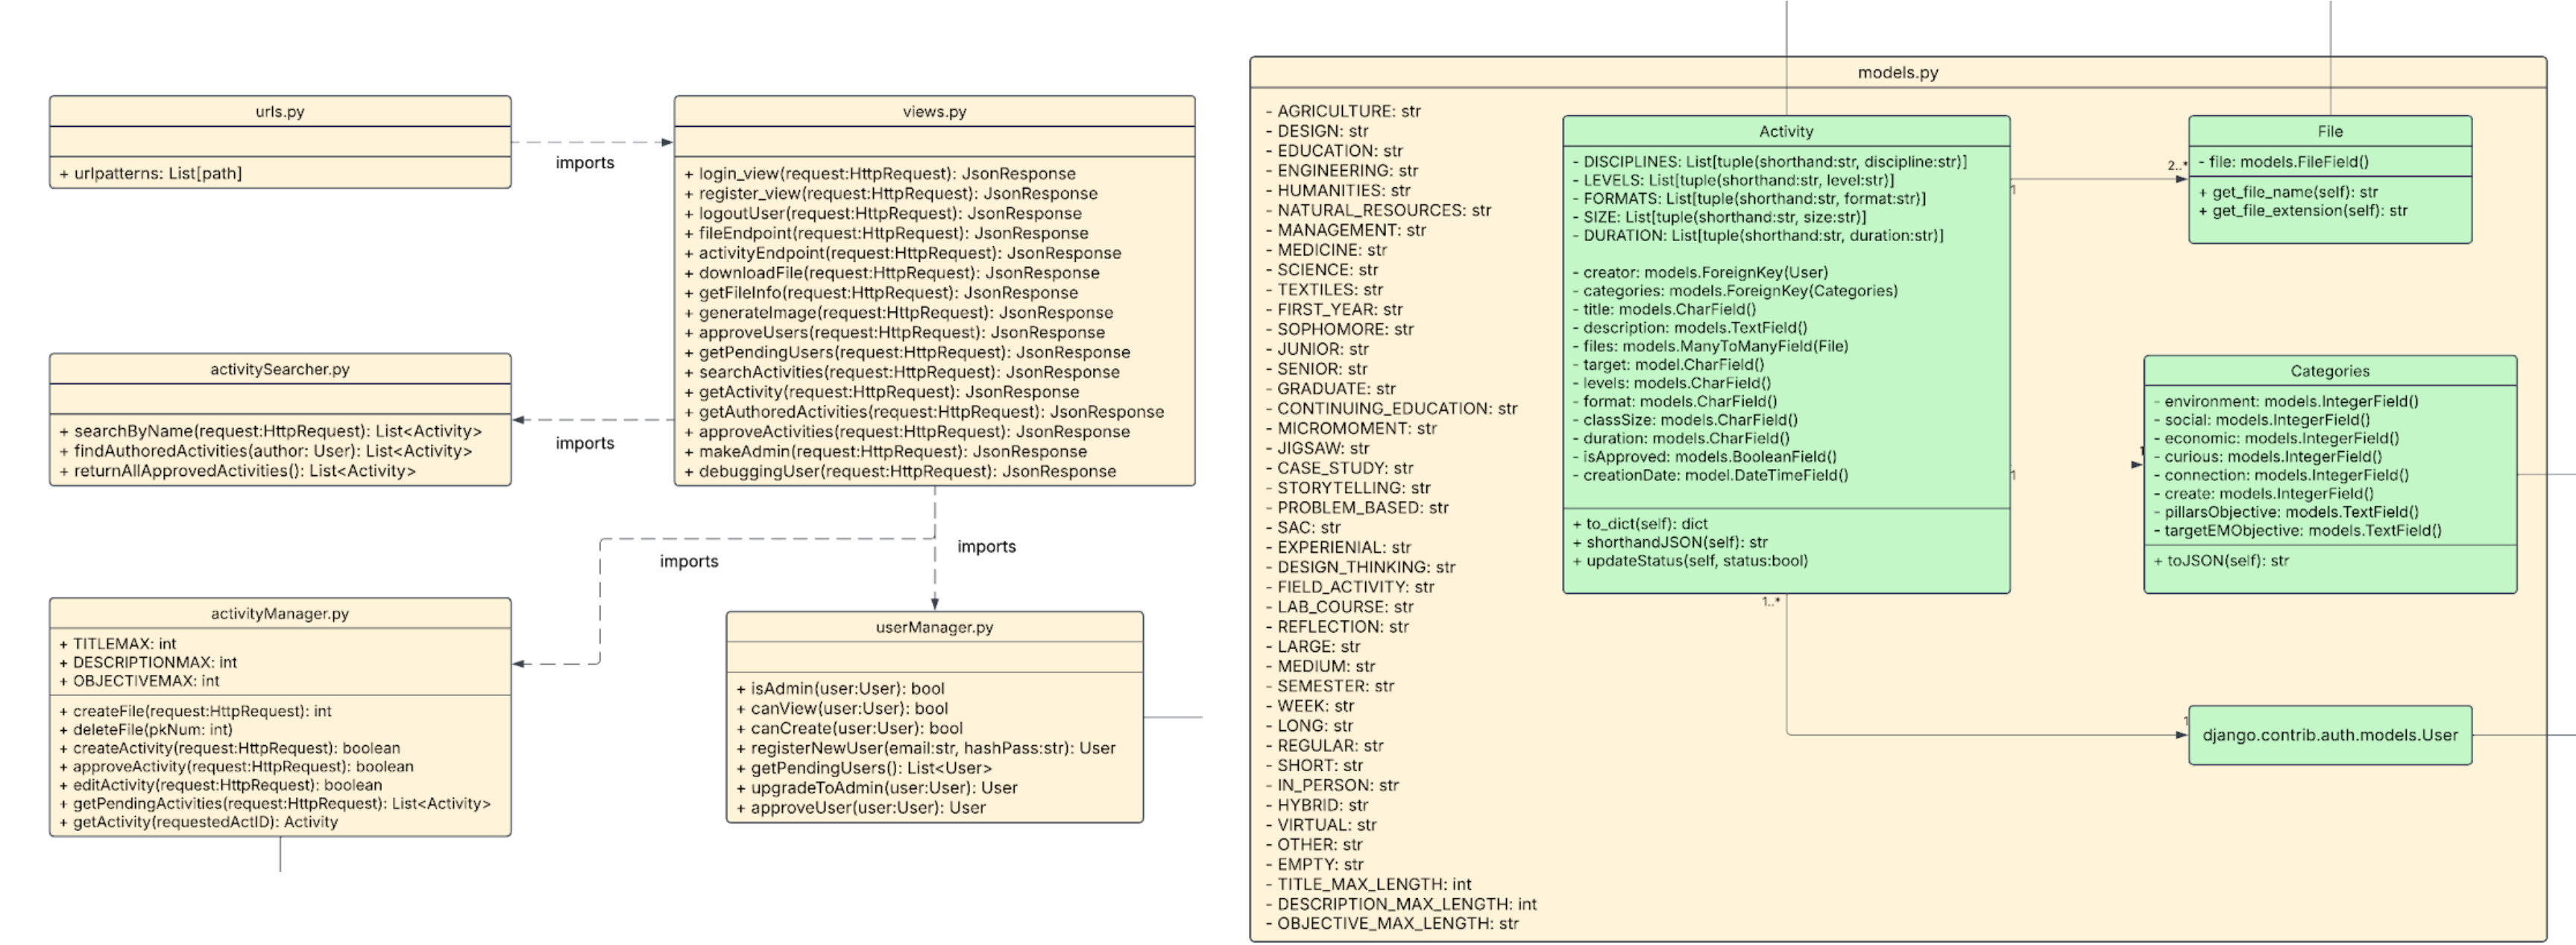 urls.py
+ urlpatterns: List[path]
imports
views.py
+ login_view(request:HttpRequest): JsonResponse
+ register_view(request:HttpRequest): JsonResponse
+ logoutUser(request:HttpRequest): JsonResponse
+ fileEndpoint(request:HttpRequest): JsonResponse
+ activityEndpoint(request:HttpRequest): JsonResponse
+ downloadFile(request:HttpRequest): JsonResponse
+ getFileInfo(request:HttpRequest): JsonResponse
+ generateImage(request:HttpRequest): JsonResponse
+ approveUsers(request:HttpRequest): JsonResponse
+ getPendingUsers(request:HttpRequest): JsonResponse
+ searchActivities(request:HttpRequest): JsonResponse
+ getActivity(request:HttpRequest): JsonResponse
+ getAuthoredActivities(request:HttpRequest): JsonResponse
+ approveActivities(request:HttpRequest): JsonResponse
+ makeAdmin(request:HttpRequest): JsonResponse
+ debuggingUser(request:HttpRequest): JsonResponse
activitySearcher.py
+ searchByName(request:HttpRequest): List<Activity>
+ findAuthoredActivities(author: User): List<Activity>
+ returnAllApprovedActivities(): List<Activity>
imports
imports
imports
activityManager.py
+ TITLEMAX: int
+ DESCRIPTIONMAX: int
+ OBJECTIVEMAX: int
+ createFile(request:HttpRequest): int
+ deleteFile(pkNum: int)
+ createActivity(request:HttpRequest): boolean
+ approveActivity(request:HttpRequest): boolean
+ editActivity(request:HttpRequest): boolean
+ getPendingActivities(request:HttpRequest): List<Activity>
+ getActivity(requestedActID): Activity
userManager.py
+ isAdmin(user:User): bool
+ canView(user:User): bool
+ canCreate(user:User): bool
+ registerNewUser(email:str, hashPass:str): User
+ getPendingUsers(): List<User>
+ upgradeToAdmin(user:User): User
+ approveUser(user:User): User
models.py
- AGRICULTURE: str
- DESIGN: str
- EDUCATION: str
- ENGINEERING: str
- HUMANITIES: str
- NATURAL_RESOURCES: str
- MANAGEMENT: str
- MEDICINE: str
- SCIENCE: str
- TEXTILES: str
- FIRST_YEAR: str
- SOPHOMORE: str
- JUNIOR: str
- SENIOR: str
- GRADUATE: str
- CONTINUING_EDUCATION: str
- MICROMOMENT: str
- JIGSAW: str
- CASE_STUDY: str
- STORYTELLING: str
- PROBLEM_BASED: str
- SAC: str
- EXPERIENIAL: str
- DESIGN_THINKING: str
- FIELD_ACTIVITY: str
- LAB_COURSE: str
- REFLECTION: str
- LARGE: str
- MEDIUM: str
- SEMESTER: str
- WEEK: str
- LONG: str
- REGULAR: str
- SHORT: str
- IN_PERSON: str
- HYBRID: str
- VIRTUAL: str
- OTHER: str
- EMPTY: str
- TITLE_MAX_LENGTH: int
- DESCRIPTION_MAX_LENGTH: int
- OBJECTIVE_MAX_LENGTH: str
Activity
- DISCIPLINES: List[tuple(shorthand:str, discipline:str)]
- LEVELS: List[tuple(shorthand:str, level:str)]
- FORMATS: List[tuple(shorthand:str, format:str)]
- SIZE: List[tuple(shorthand:str, size:str)]
- DURATION: List[tuple(shorthand:str, duration:str)]
- creator: models.ForeignKey(User)
- categories: models.ForeignKey(Categories)
- title: models.CharField()
- description: models.TextField()
- files: models.ManyToManyField(File)
- target: model.CharField()
- levels: models.CharField()
- format: models.CharField()
- classSize: models.CharField()
- duration: models.CharField()
- isApproved: models.BooleanField()
- creationDate: model.DateTimeField()
+ to_dict(self): dict
+ shorthandJSON(self): str
+ updateStatus(self, status:bool)
1
2..*
File
- file: models.FileField()
+ get_file_name(self): str
+ get_file_extension(self): str
1
1
Categories
- environment: models.IntegerField()
- social: models.IntegerField()
- economic: models.IntegerField()
- curious: models.IntegerField()
- connection: models.IntegerField()
- create: models.IntegerField()
- pillarsObjective: models.TextField()
- targetEMObjective: models.TextField()
+ toJSON(self): str
1..*
1
django.contrib.auth.models.User